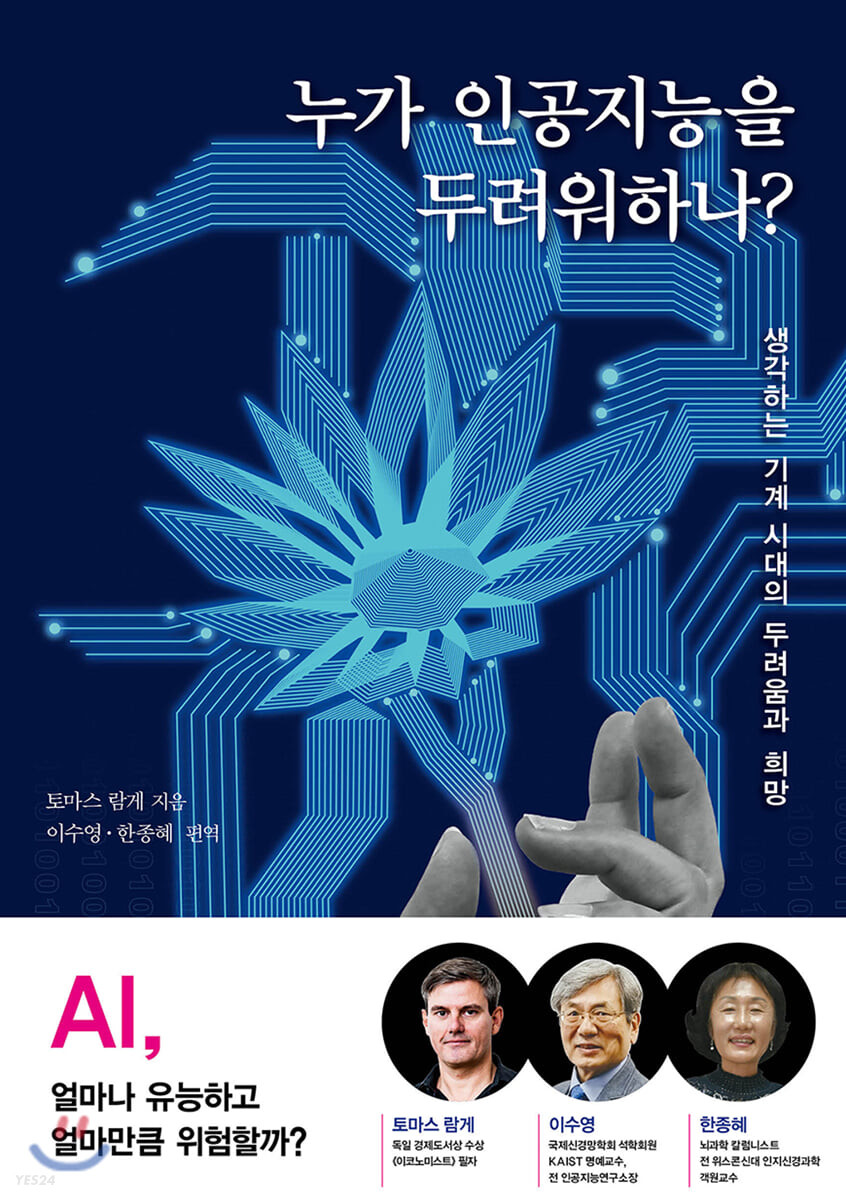 누가 인공지능을
두려워하나?
생각하는 기계 시대의 두려움과 희망
토마스 람게 지음
이수영·한종혜 편역
AI,
얼마나 유능하고
얼마만큼 위험할까?
토마스 람게
독일 경제도서상 수상
《이코노미스트》 필자
이수영
국제신경망학회 석학회원
KAIST 명예교수,
전 인공지능연구소장
한종혜
뇌과학 칼럼니스트
전 위스콘신대 인지신경과학
객원교수
YES24